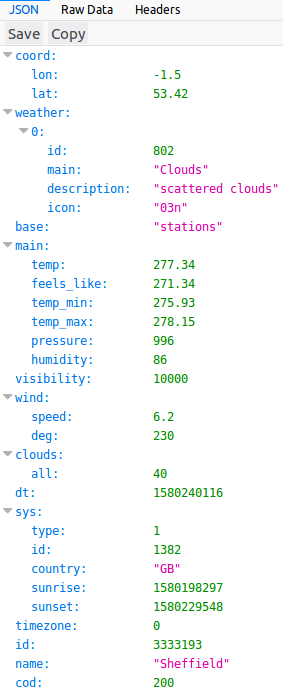 JSON Raw Data Headers
Save Copy
coord:
lon: -1.5
lat: 53.42
weather:
0:
id: 802
main: "Clouds"
description: "scattered clouds"
icon: "03n"
base: "stations"
main:
temp: 277.34
feels_like: 271.34
temp_min: 275.93
temp_max: 278.15
pressure: 996
humidity: 86
visibility: 10000
wind:
speed: 6.2
deg: 230
clouds:
all: 40
dt: 1580240116
sys:
type: 1
id: 1382
country: "GB"
sunrise: 1580198297
sunset: 1580229548
timezone: 0
id: 3333193
name: "Sheffield"
cod: 200